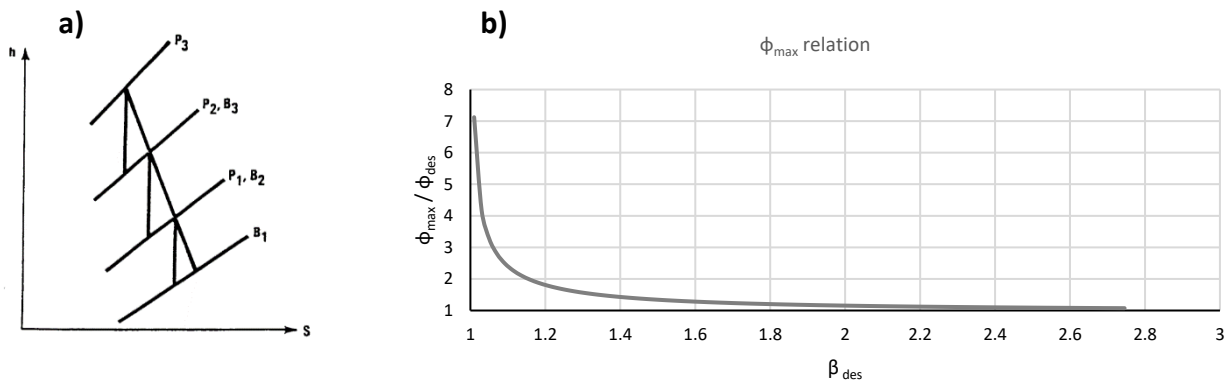 a)
h
P3
P2, B3
P1, B2
B1
S
b)
ϕmax relation
ϕmax / ϕdes
8
7
6
5
4
3
2
1
1 1.2 1.4 1.6 1.8 2 2.2 2.4 2.6 2.8 3
β des